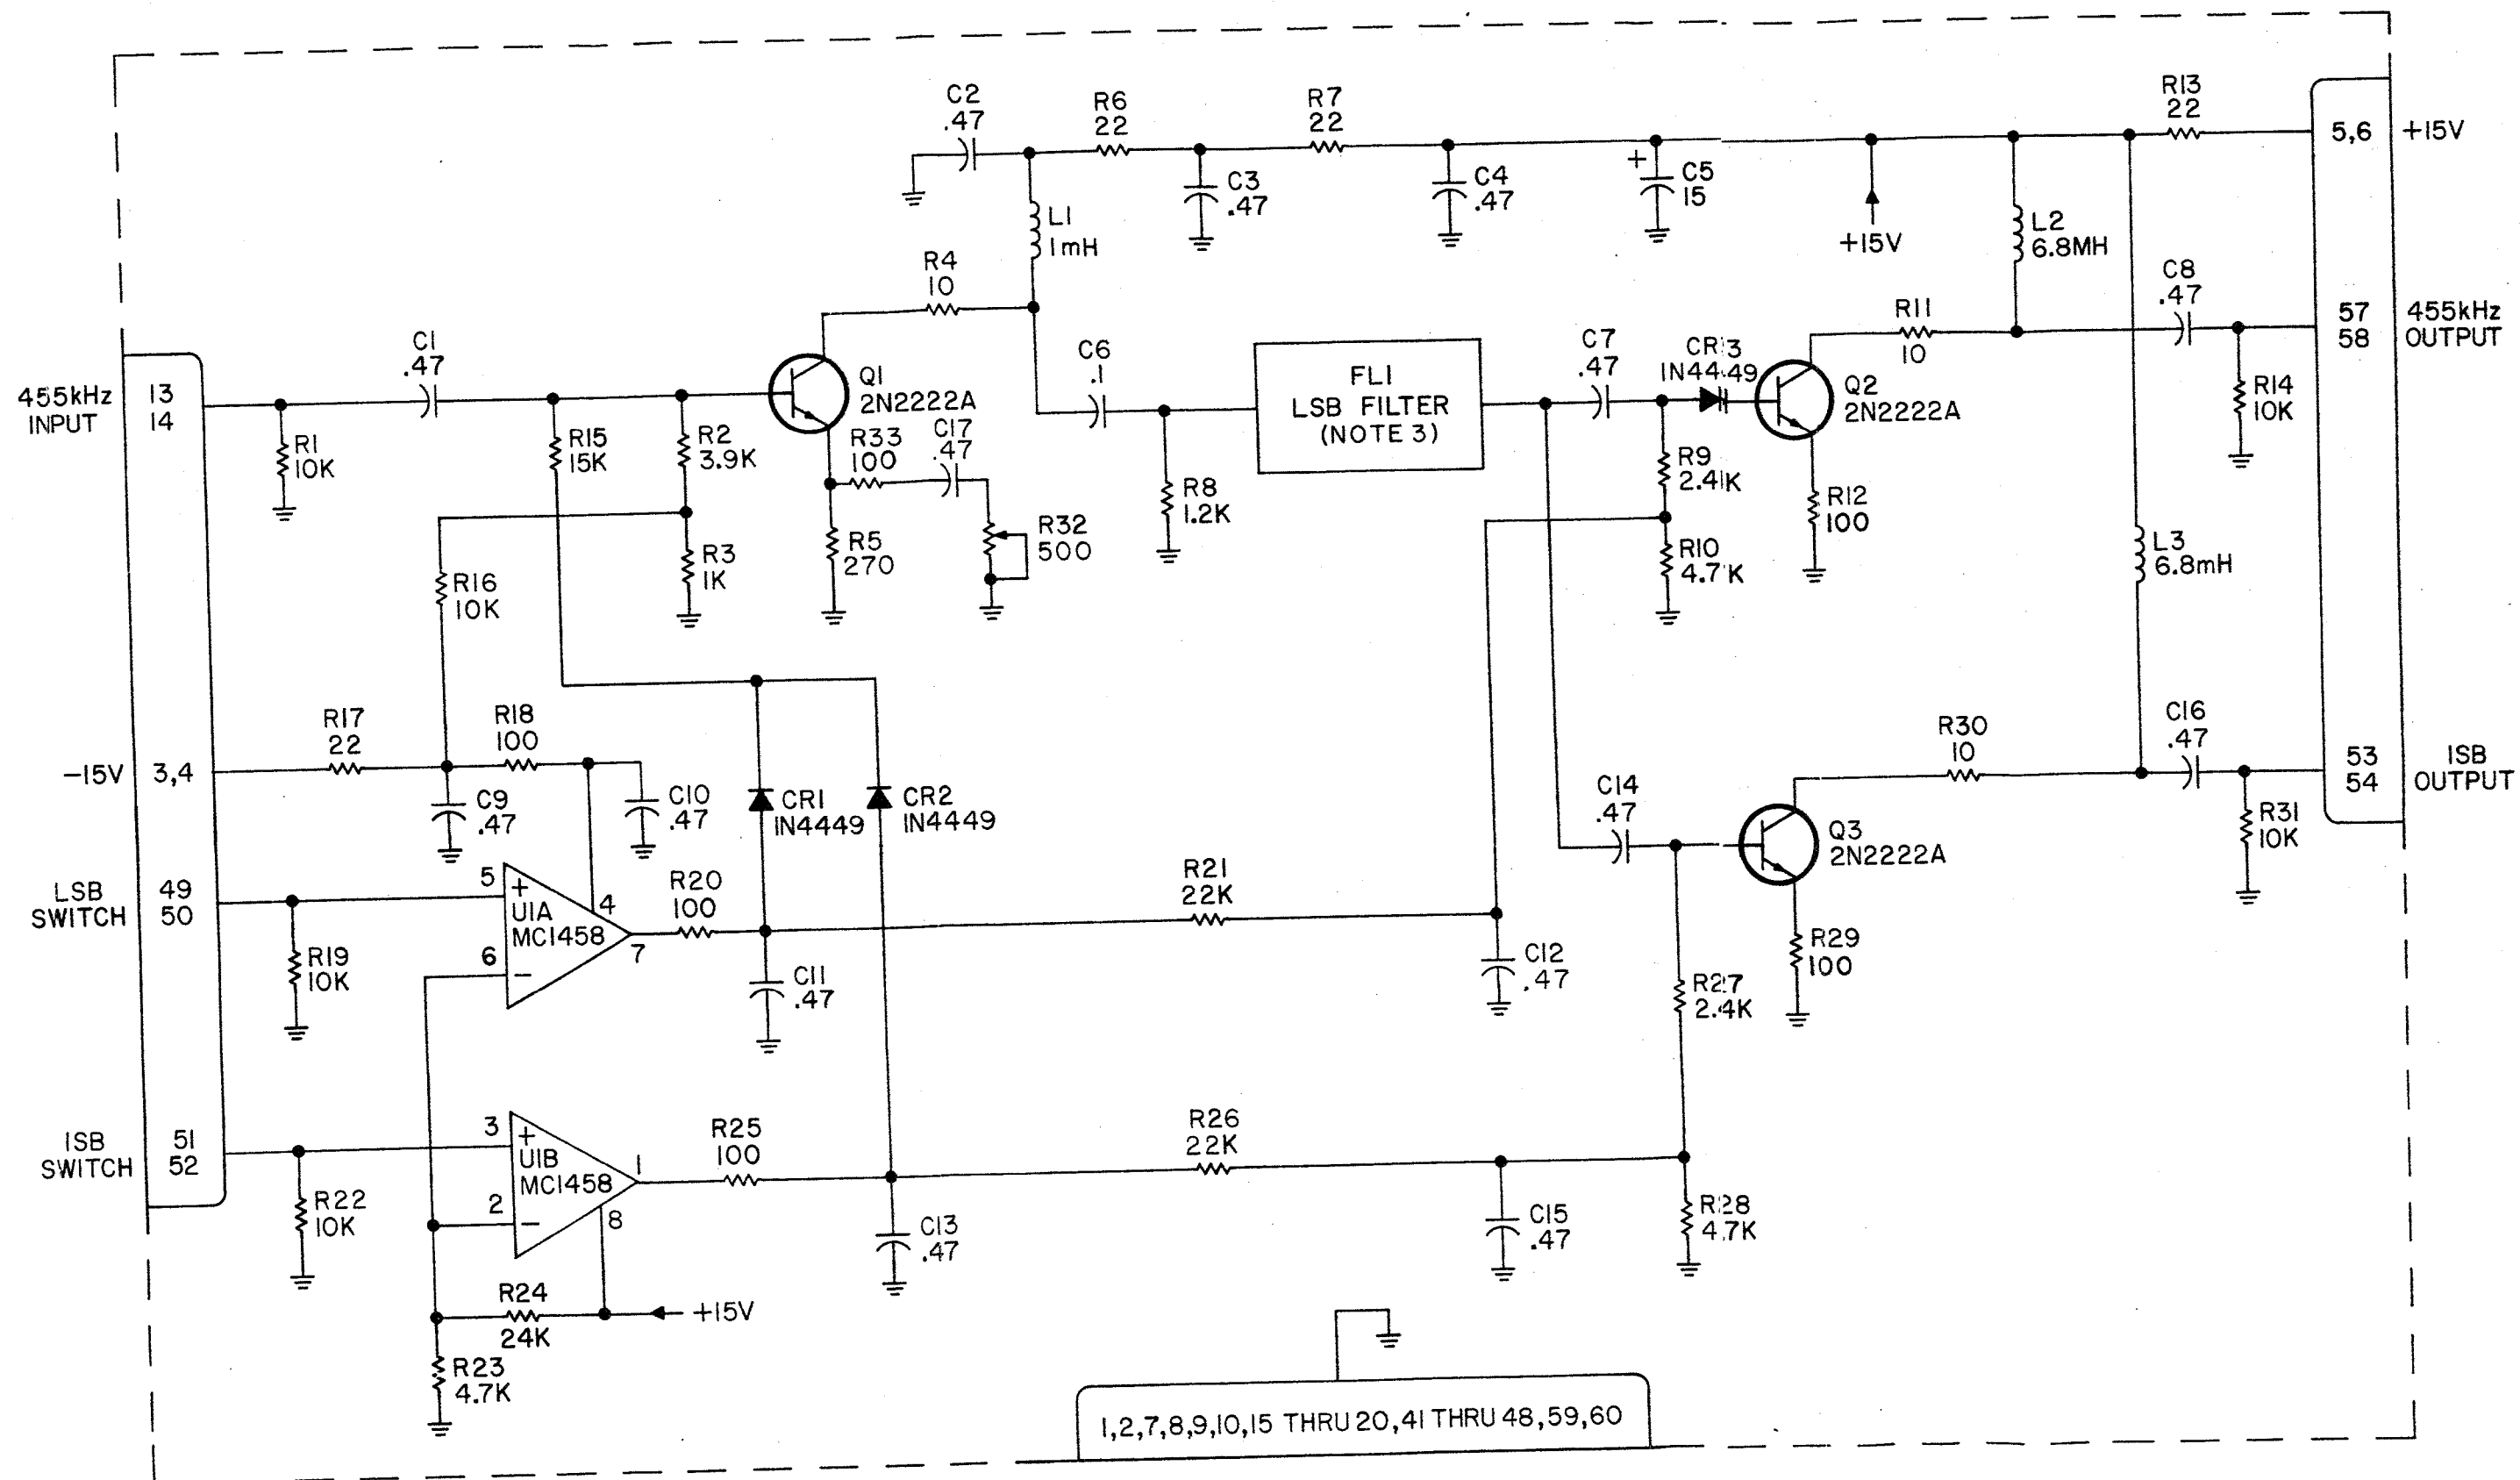 C2
.47
R6
22
R7
22
R13
22
5,6
+15V
C3
.47
C4
.47
+
C5
15
+15V
L1
1mH
L2
6.8MH
R4
10
C8
.47
57
58
455kHz
OUTPUT
R11
10
455kHz
INPUT
13
14
C1
.47
Q1
2N2222A
C6
.1
FL1
LSB FILTER
(NOTE 3)
C7
.47
CR3
1N4449
Q2
2N2222A
R14
10K
R1
10K
R15
15K
R2
3.9K
R33
100
C17
.47
R8
1.2K
R9
2.4K
R12
100
R16
10K
R3
1K
R5
270
R32
500
R10
4.7K
L3
6.8mH
-15V
3,4
R17
22
R18
100
C9
.47
C10
.47
CR1
1N4449
CR2
1N4449
C14
.47
Q3
2N2222A
R30
10
C16
.47
53
54
ISB
OUTPUT
R31
10K
LSB
SWITCH
49
50
5
+
U1A
MC1458
4
6
-
7
R20
100
R21
22K
R19
10K
C11
.47
C12
.47
R27
2.4K
R29
100
ISB
SWITCH
51
52
3
+
U1B
MC1458
1
2
-
8
R25
100
R26
22K
R22
10K
C13
.47
C15
.47
R28
4.7K
R24
24K
+15V
R23
4.7K
1,2,7,8,9,10,15 THRU 20,41 THRU 48,59,60